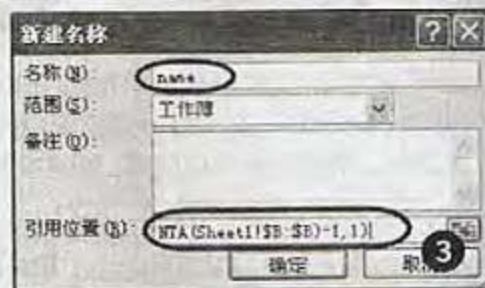 新建名称
名称(N): name
范围(S): 工作簿
备注(O):
引用位置(R): NTA(Sheet1!$B:$B)-1,1)
确定 取消
3